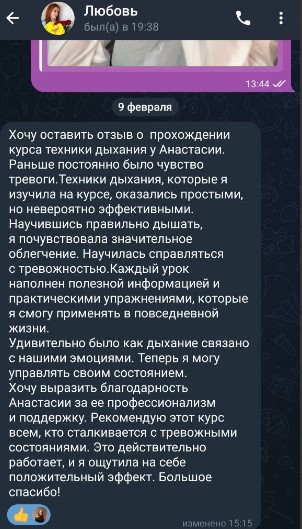 Любовь
был(а) в 19:38
13:44
9 февраля
Хочу оставить отзыв о прохождении
курса техники дыхания у Анастасии.
Раньше постоянно было чувство
тревоги.Техники дыхания, которые я
изучила на курсе, оказались простыми,
но невероятно эффективными.
Научившись правильно дышать,
я почувствовала значительное
облегчение. Научилась справляться
с тревожностью.Каждый урок
наполнен полезной информацией и
практическими упражнениями, которые
я смогу применять в повседневной
жизни.
Удивительно было как дыхание связано
с нашими эмоциями. Теперь я могу
управлять своим состоянием.
Хочу выразить благодарность
Анастасии за ее профессионализм
и поддержку. Рекомендую этот курс
всем, кто сталкивается с тревожными
состояниями. Это действительно
работает, и я ощутила на себе
положительный эффект. Большое
спасибо!
изменено 15:15